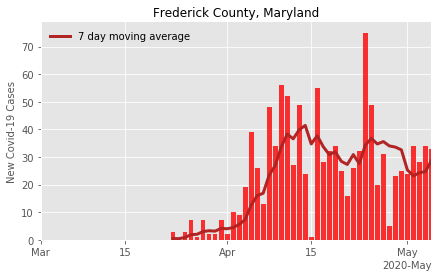 Frederick County, Maryland
7 day moving average
New Covid-19 Cases
70
60
50
40
30
20
10
0
Mar
15
Apr
15
May
2020-May